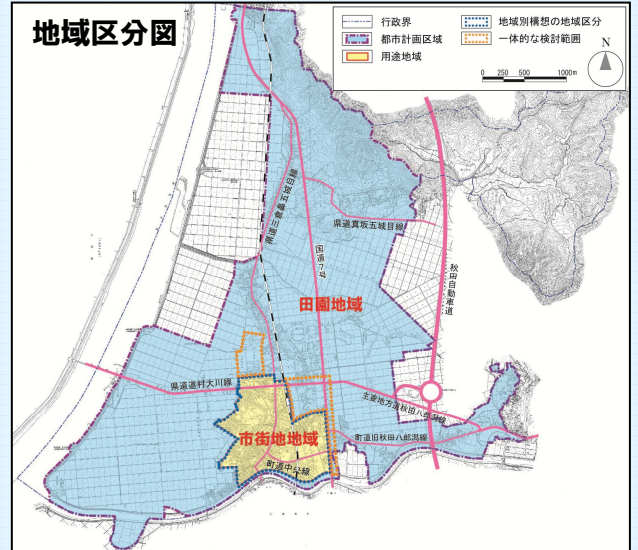 地域区分図
行政界
都市計画区域
用途地域
地域別構想の地域区分
一体的な検討範囲
N
0 250 500 1000m
県道真坂五城目線
国道7号
秋田自動車道
田園地域
県道道村大川線
主要地方道秋田八郎潟線
市街地地域
町道旧秋田八郎潟線
町道中央線